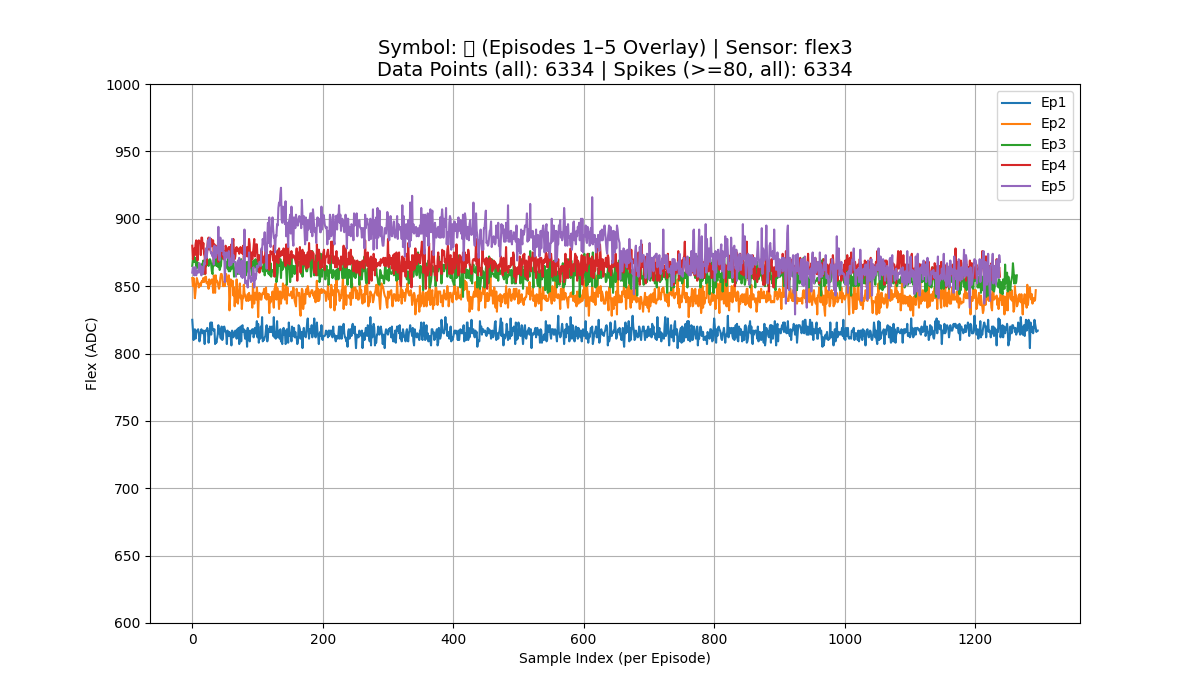 Symbol: (Episodes 1–5 Overlay) | Sensor: flex3
Data Points (all): 6334 | Spikes (>=80, all): 6334
1000
950
900
850
800
750
700
650
600
Flex (ADC)
0 200 400 600 800 1000 1200
Sample Index (per Episode)
Ep1
Ep2
Ep3
Ep4
Ep5